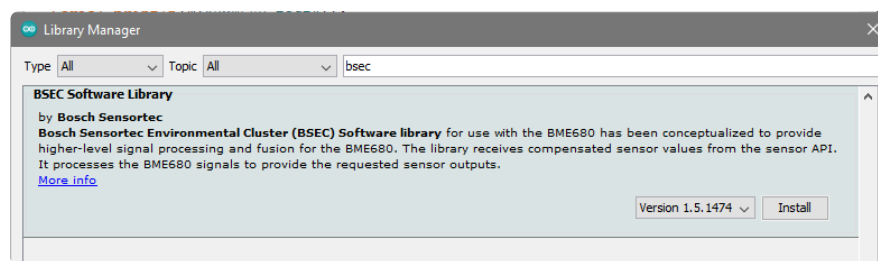 Library Manager
Type All Topic All bsec
BSEC Software Library
by Bosch Sensortec
Bosch Sensortec Environmental Cluster (BSEC) Software library for use with the BME680 has been conceptualized to provide
higher-level signal processing and fusion for the BME680. The library receives compensated sensor values from the sensor API.
It processes the BME680 signals to provide the requested sensor outputs.
More info
Version 1.5.1474 Install